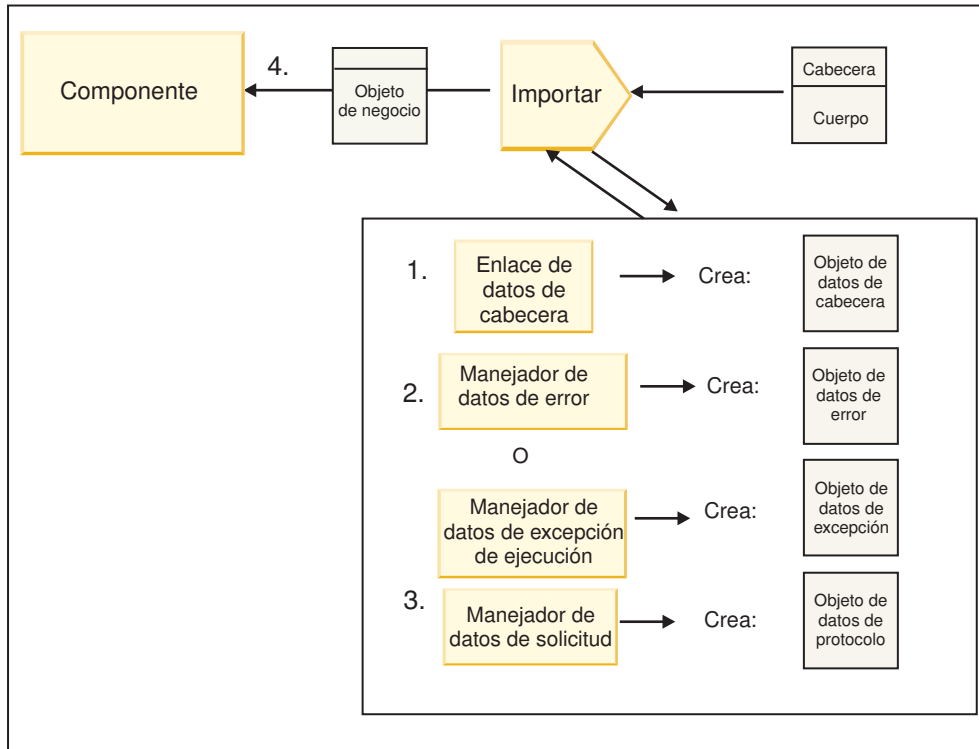 4.
Componente
Objeto
de negocio
Importar
Cabecera
Cuerpo
1.
Enlace de
datos de
cabecera
Crea:
Objeto de
datos de
cabecera
2.
Manejador de
datos de error
Crea:
Objeto de
datos de
error
O
Manejador de
datos de excepción
de ejecución
Crea:
Objeto de
datos de
excepción
3.
Manejador de
datos de solicitud
Crea:
Objeto de
datos de
protocolo